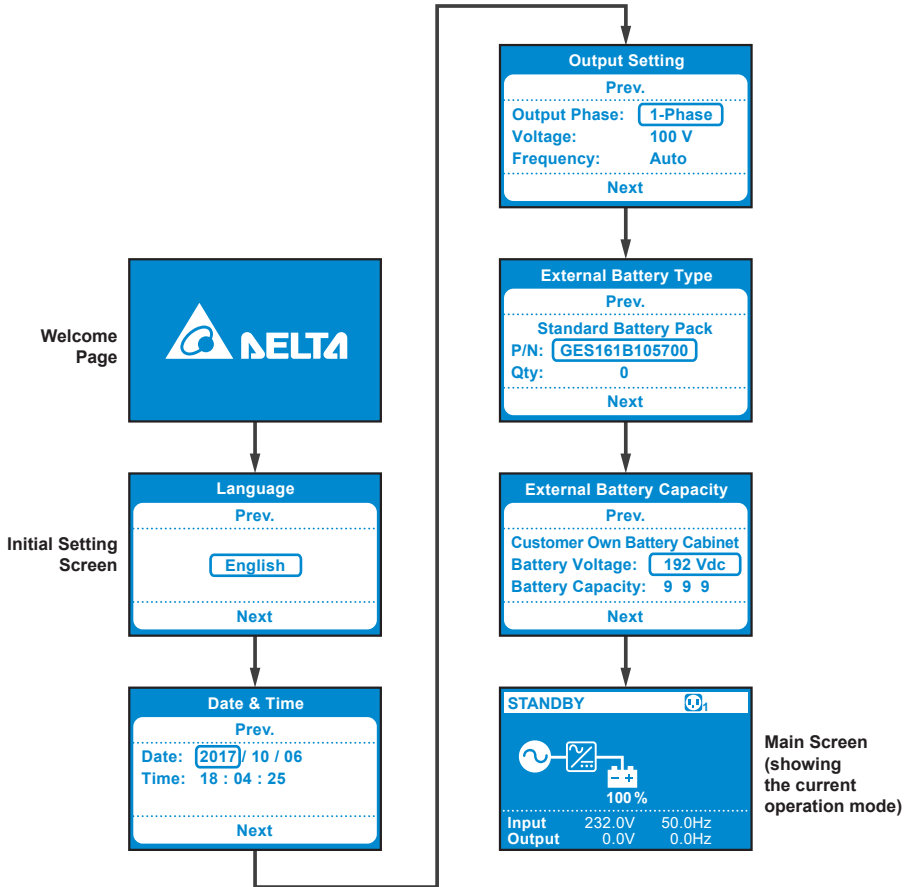 Welcome
Page
DELTA
Initial Setting
Screen
Language
Prev.
English
Next
Date & Time
Prev.
Date: 2017 / 10 / 06
Time: 18 : 04 : 25
Next
Output Setting
Prev.
Output Phase: 1-Phase
Voltage: 100 V
Frequency: Auto
Next
External Battery Type
Prev.
Standard Battery Pack
P/N: GES161B105700
Qty: 0
Next
External Battery Capacity
Prev.
Customer Own Battery Cabinet
Battery Voltage: 192 Vdc
Battery Capacity: 9 9 9
Next
STANDBY 1
100 %
Input 232.0V 50.0Hz
Output 0.0V 0.0Hz
Main Screen
(showing
the current
operation mode)